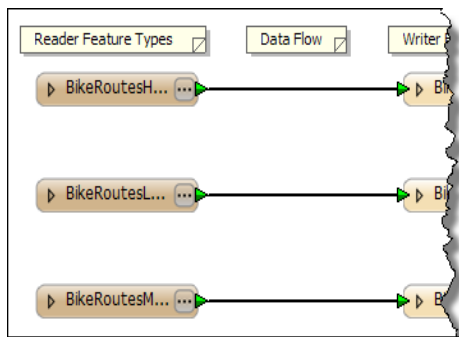 Reader Feature Types
Data Flow
Writer
BikeRoutesH...
BikeRoutesL...
BikeRoutesM...